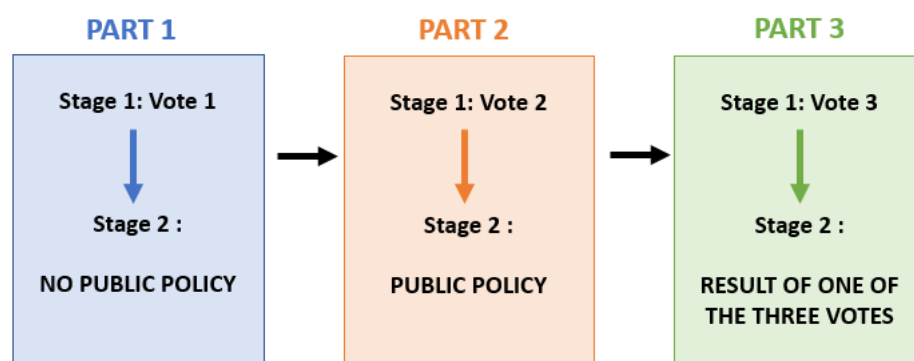 PART 1
Stage 1: Vote 1
Stage 2 :
NO PUBLIC POLICY
PART 2
Stage 1: Vote 2
Stage 2 :
PUBLIC POLICY
PART 3
Stage 1: Vote 3
Stage 2 :
RESULT OF ONE OF
THE THREE VOTES